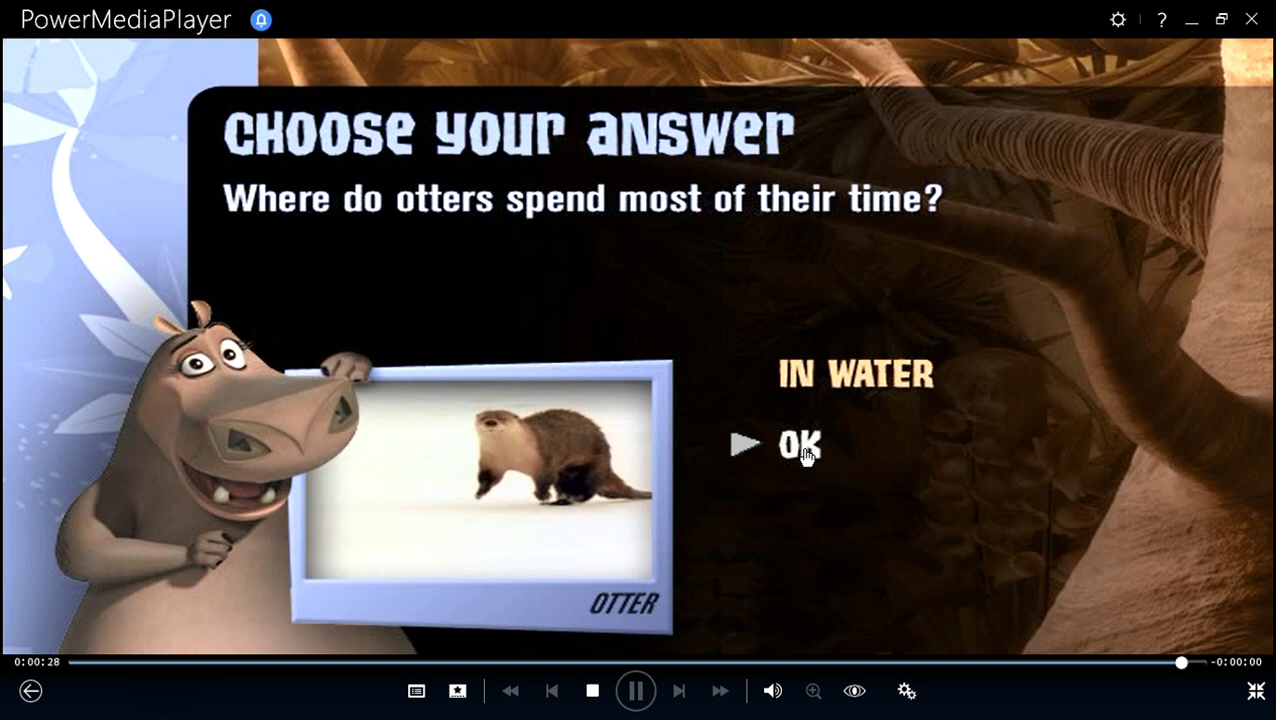 PowerMediaPlayer
?
CHOOSE YOUR ANSWER
Where do otters spend most of their time?
IN WATER
OK
OTTER
0:00:28
-0:00:00